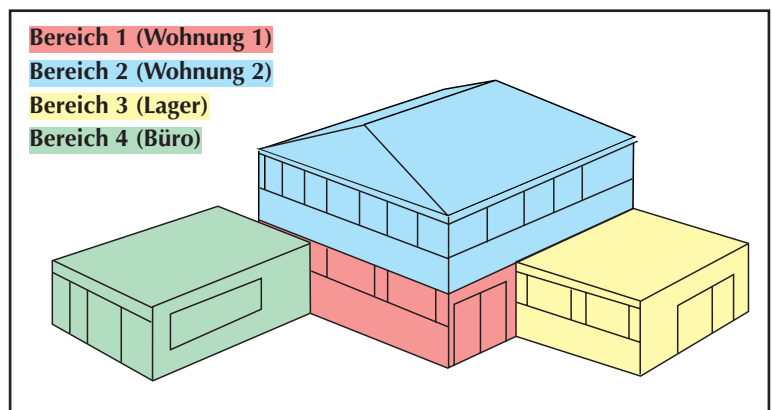 Bereich 1 (Wohnung 1)
Bereich 2 (Wohnung 2)
Bereich 3 (Lager)
Bereich 4 (Büro)